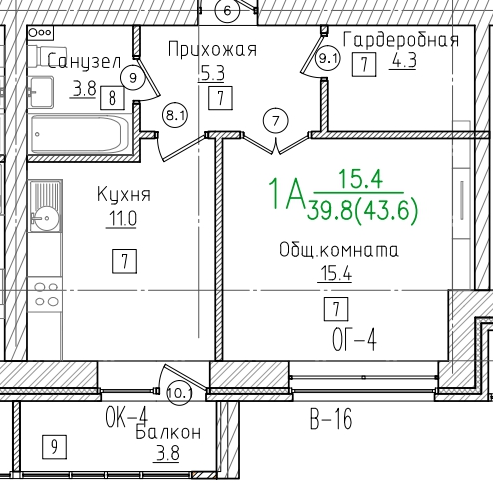 6
Прихожая
5.3
7
Гардеробная
4.3
7
9.1
Санузел
3.8
8
9
8.1
7
Кухня
11.0
7
1А
15.4
39.8(43.6)
Общ.комната
15.4
7
ОГ-4
10.1
ОК-4
Балкон
3.8
9
В-16